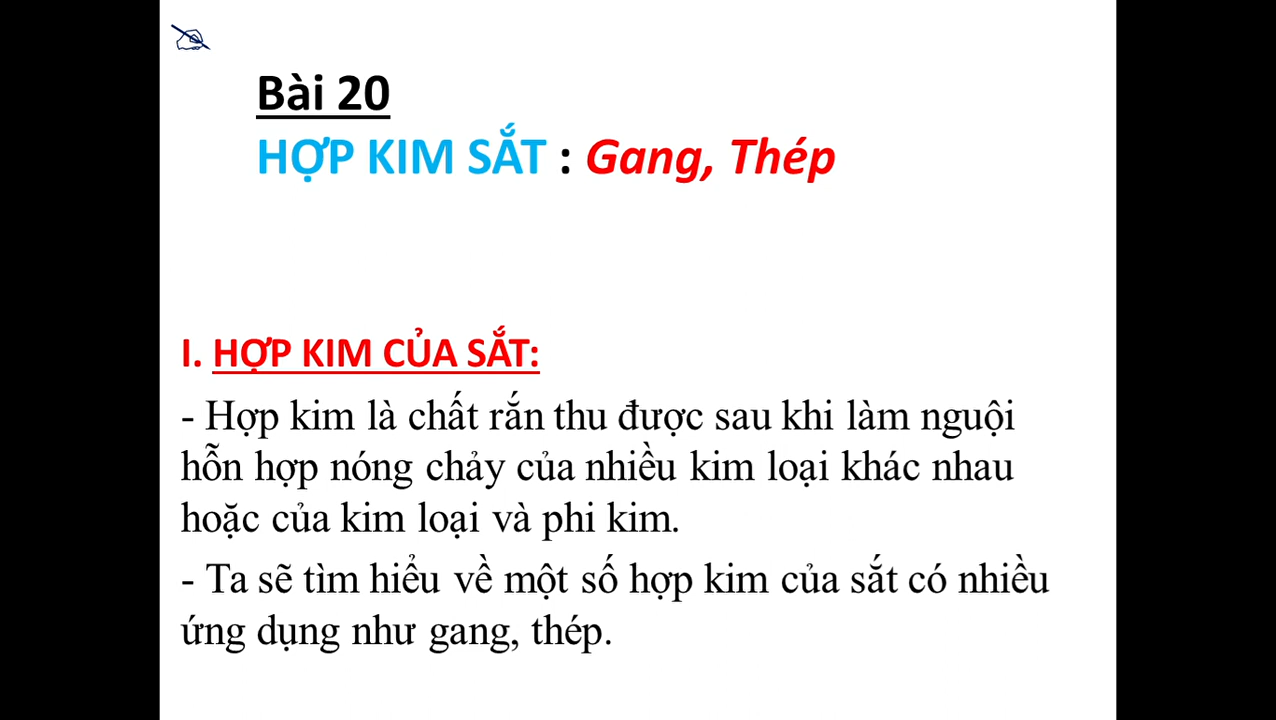 Bài 20
HỢP KIM SẮT : Gang, Thép
I. HỢP KIM CỦA SẮT:
- Hợp kim là chất rắn thu được sau khi làm nguội
hỗn hợp nóng chảy của nhiều kim loại khác nhau
hoặc của kim loại và phi kim.
- Ta sẽ tìm hiểu về một số hợp kim của sắt có nhiều
ứng dụng như gang, thép.